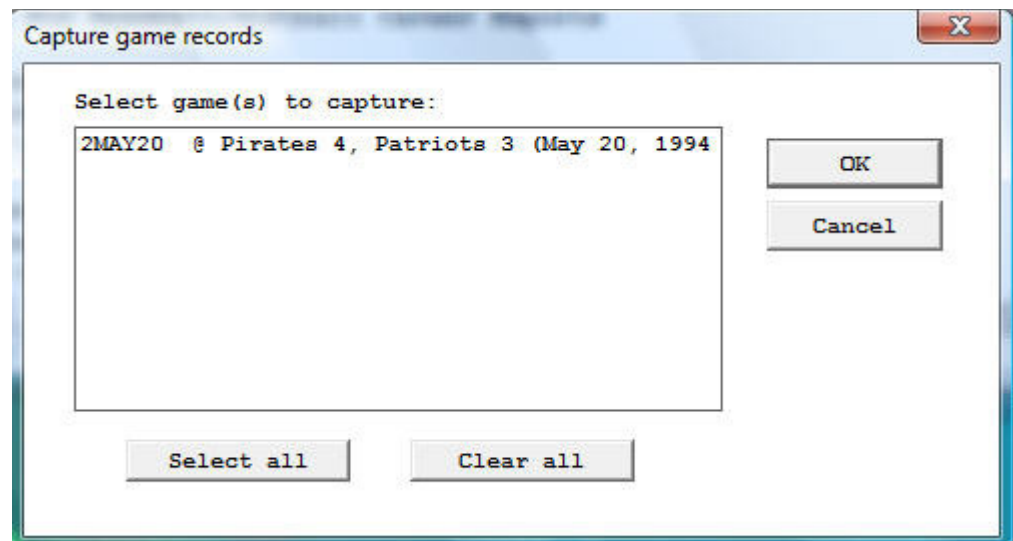 Capture game records
Select game(s) to capture:
2MAY20 @ Pirates 4, Patriots 3 (May 20, 1994
OK
Cancel
Select all
Clear all